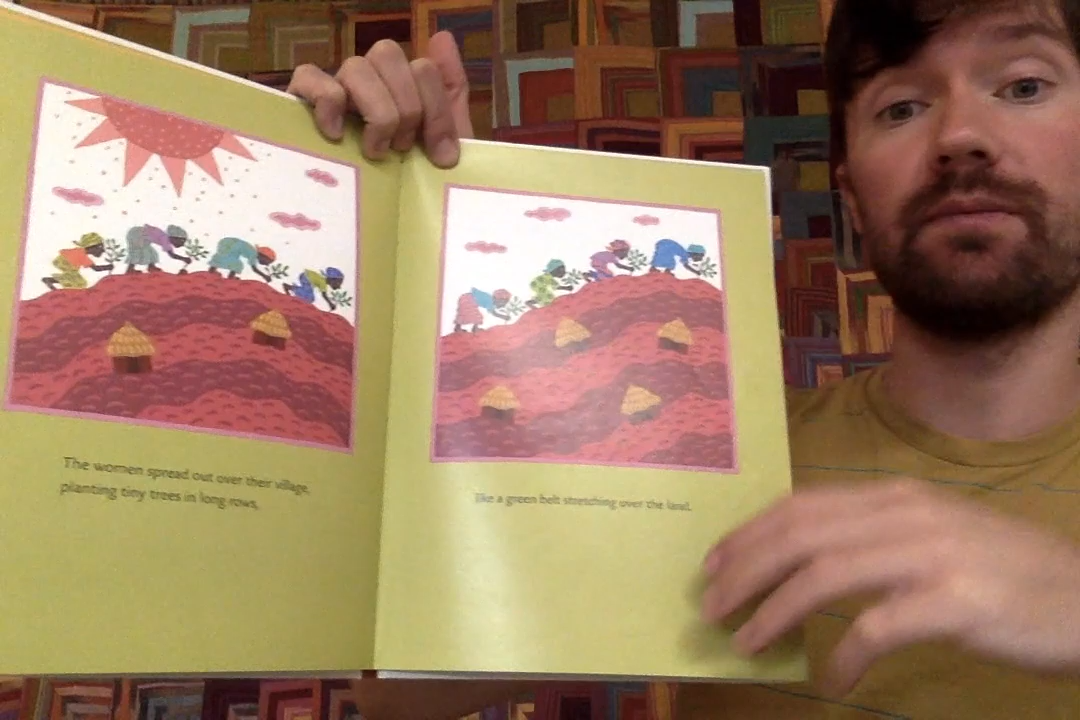 The women spread out over their village,
planting tiny trees in long rows,
like a green belt stretching over the land.